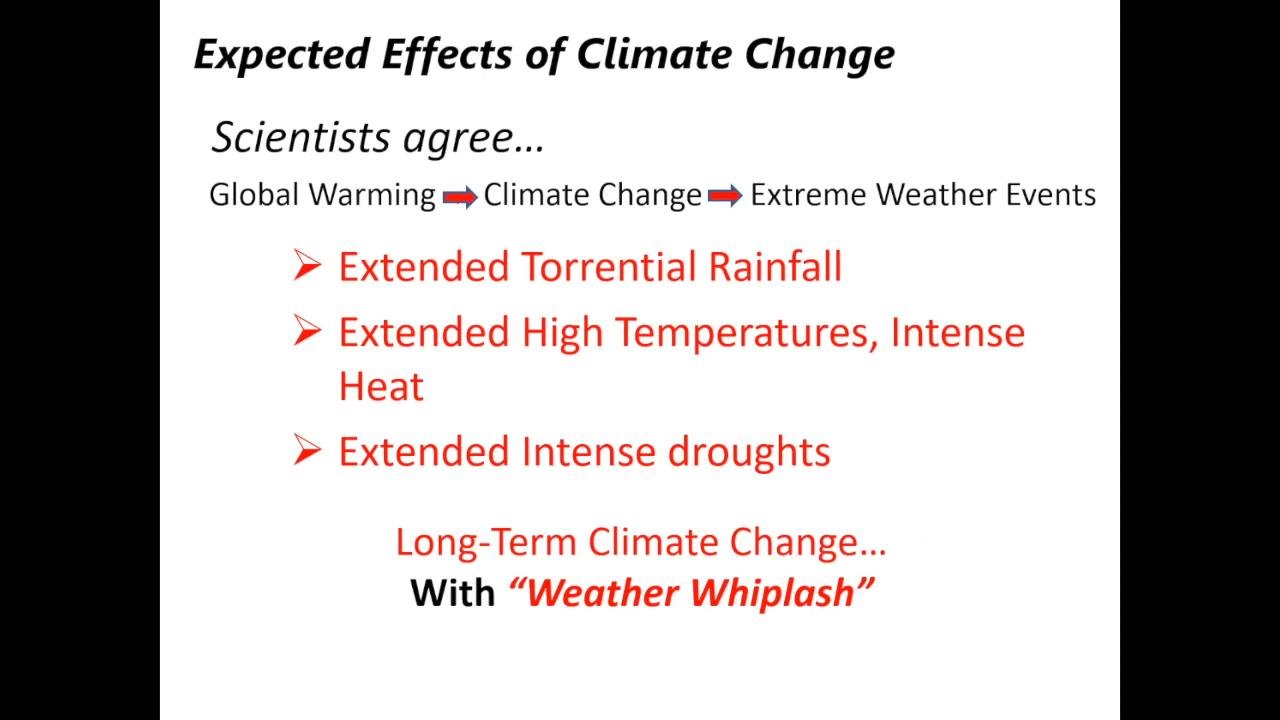 Expected Effects of Climate Change
Scientists agree…
Global Warming Climate Change Extreme Weather Events
Extended Torrential Rainfall
Extended High Temperatures, Intense
Heat
Extended Intense droughts
Long-Term Climate Change…
With “Weather Whiplash”